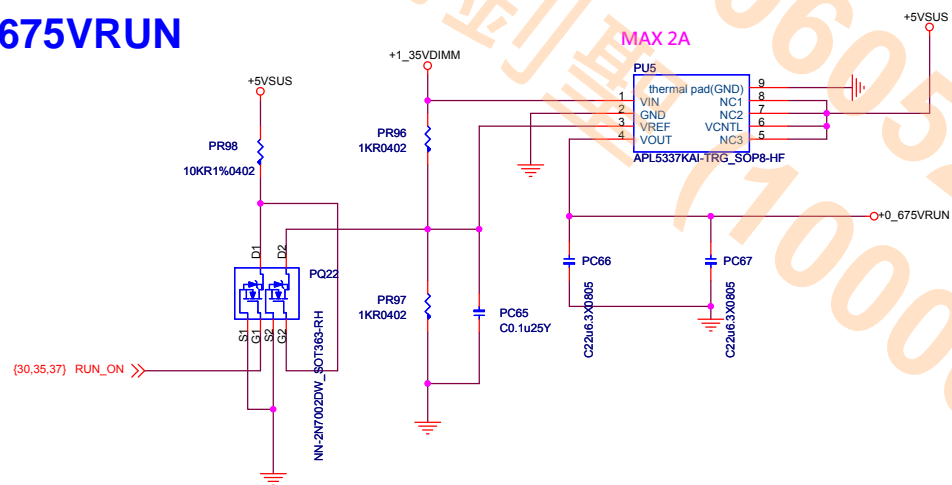 675VRUN
+5VSUS
MAX 2A
+1_35VDIMM
PU5
thermal pad(GND) 9
1 VIN NC1 8
2 GND NC2 7
3 VREF VCNTL 6
4 VOUT NC3 5
APL5337KAI-TRG_SOP8-HF
+5VSUS
PR98
10KR1%0402
PR96
1KR0402
+0_675VRUN
D1 D2
PQ22
S1 G1 S2 G2
NN-2N7002DW_SOT363-RH
PC66
C22u6.3X0805
PC67
C22u6.3X0805
PR97
1KR0402
PC65
C0.1u25Y
{30,35,37} RUN_ON